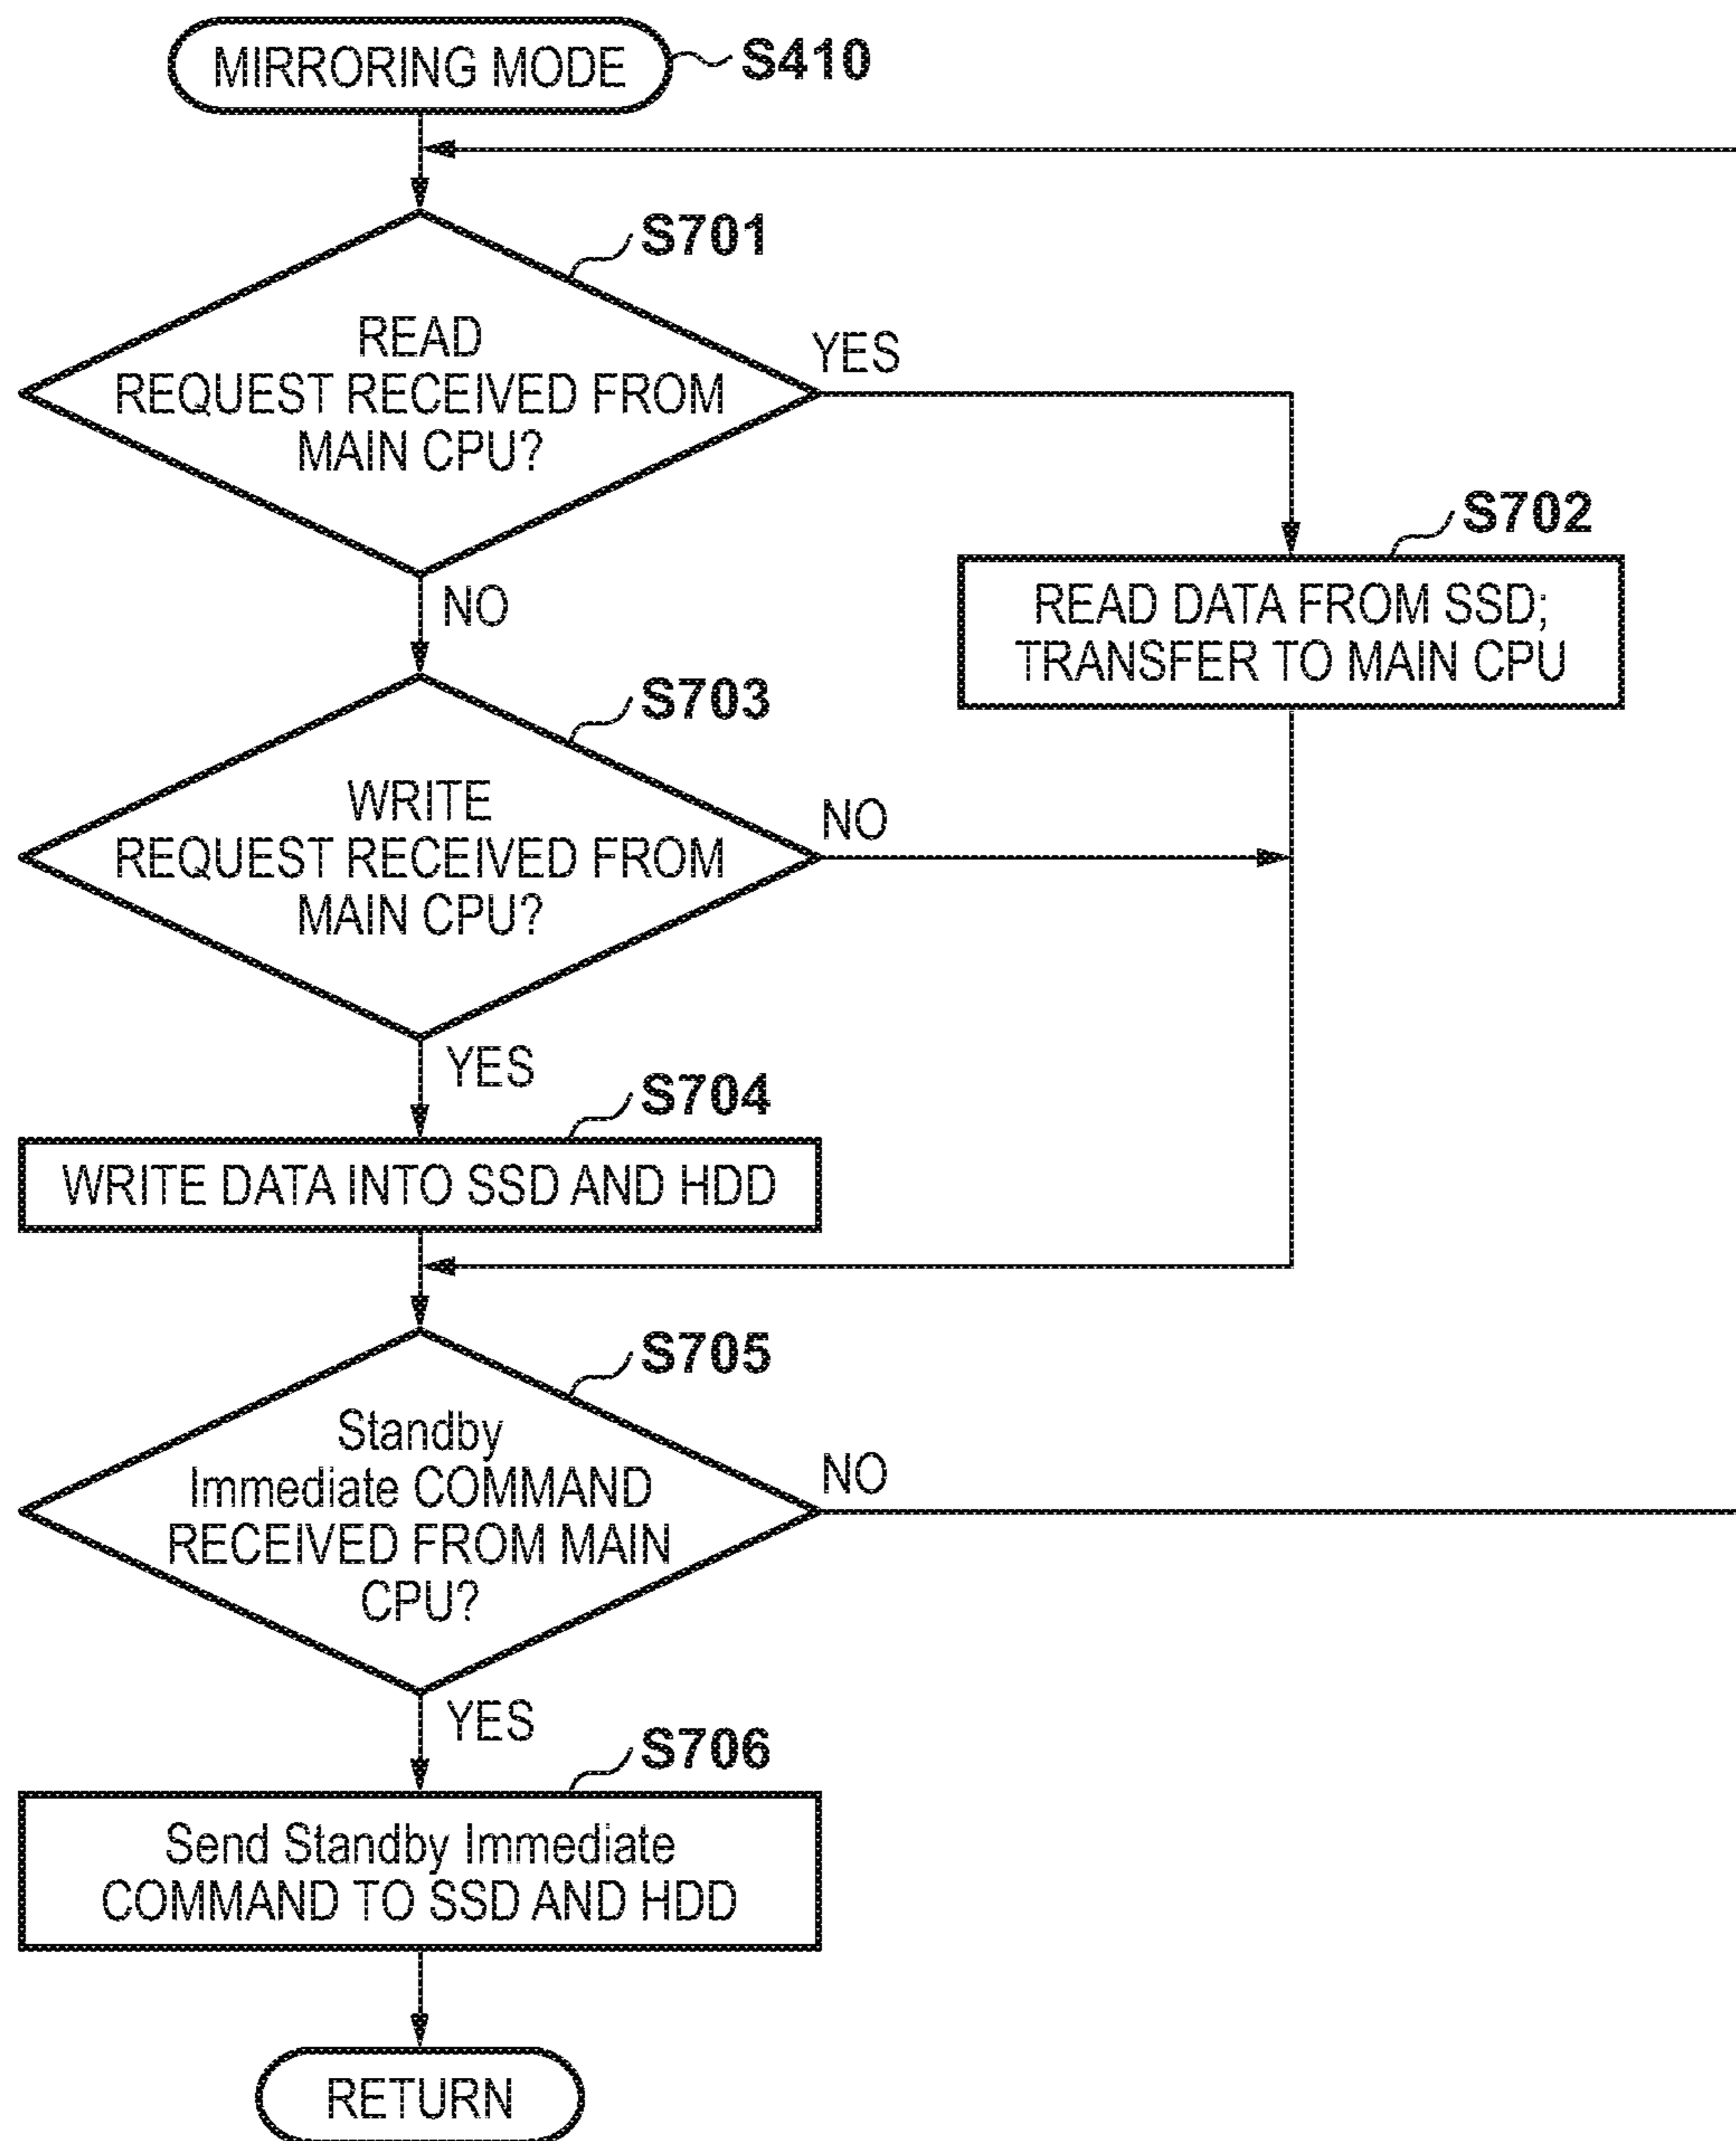 MIRRORING MODE
S410
S701
READ
REQUEST RECEIVED FROM
MAIN CPU?
YES
NO
S702
READ DATA FROM SSD;
TRANSFER TO MAIN CPU
S703
WRITE
REQUEST RECEIVED FROM
MAIN CPU?
NO
YES
S704
WRITE DATA INTO SSD AND HDD
S705
Standby
Immediate COMMAND
RECEIVED FROM MAIN
CPU?
NO
YES
S706
Send Standby Immediate
COMMAND TO SSD AND HDD
RETURN